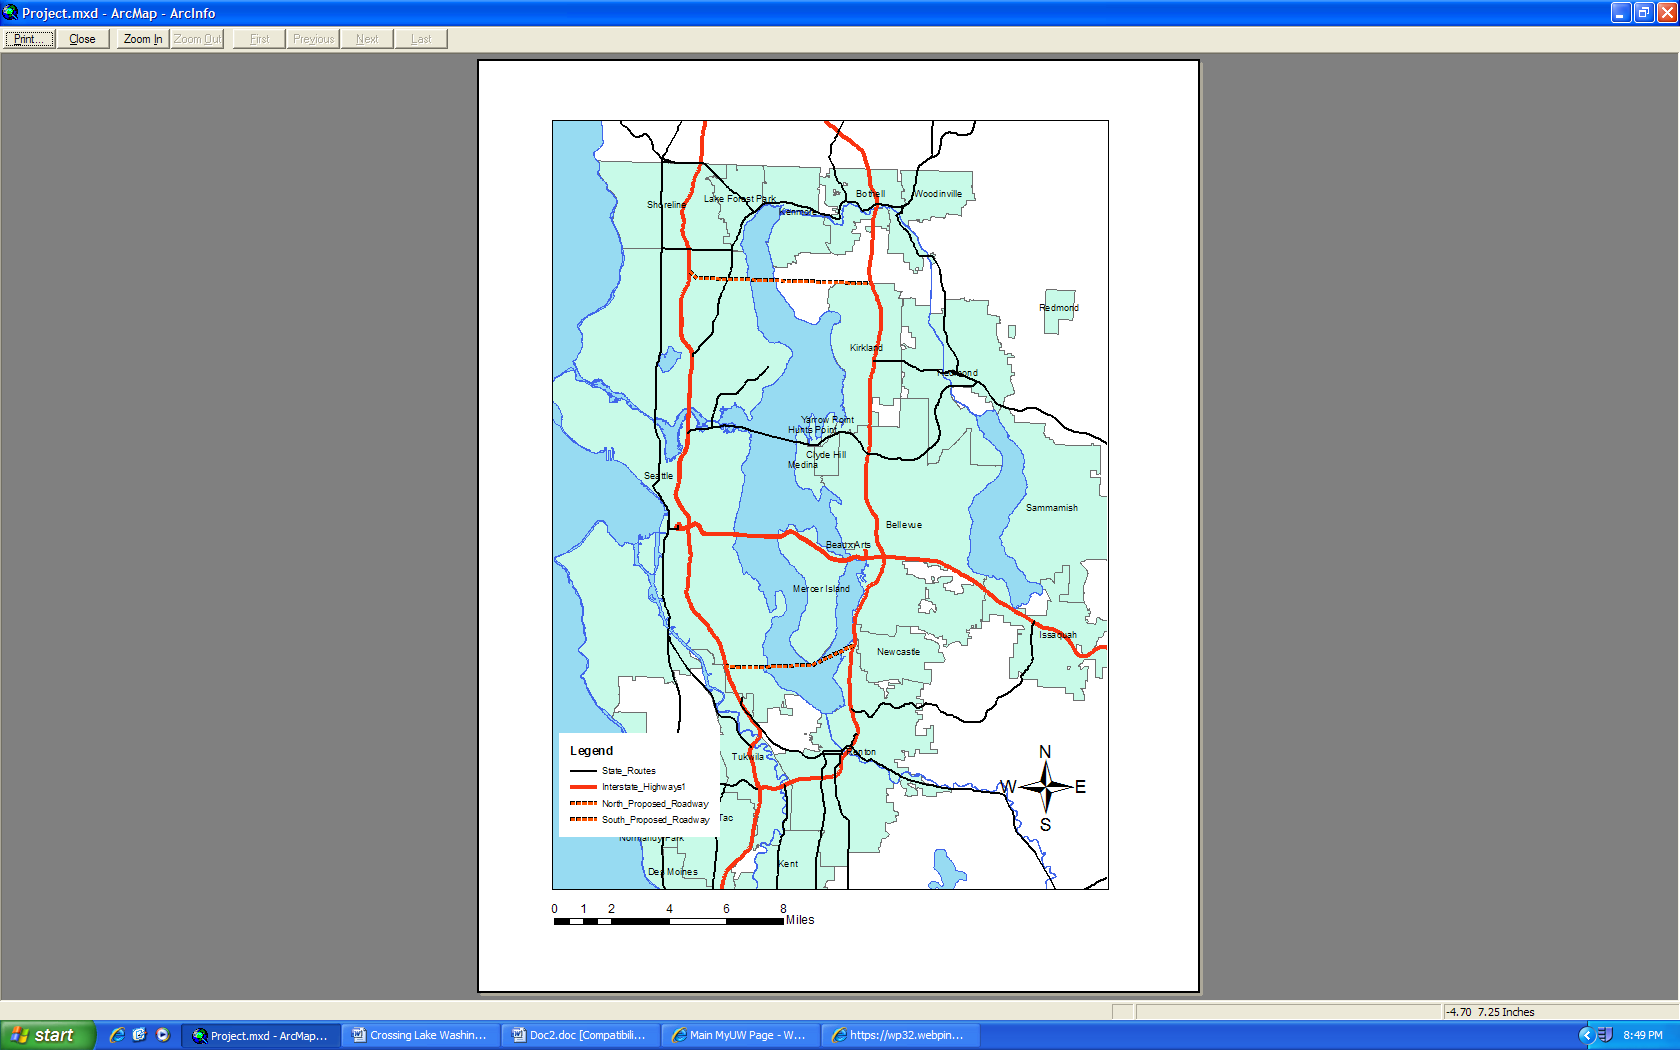 Project.mxd - ArcMap - ArcInfo
Print... Close Zoom In Zoom Out First Previous Next Last
Bothell Woodinville
Lake Forest Park
Shoreline
Kenmore
Redmond
Kirkland
Redmond
Yarrow Point
Hunts Point
Clyde Hill
Medina
Seattle
Sammamish
Bellevue
Beaux Arts
Mercer Island
Issaquah
Newcastle
Renton
Tukwila
Legend
State_Routes
Interstate_Highways1
North_Proposed_Roadway
South_Proposed_Roadway
Tac
Normandy Park
Kent
Des Moines
N
W E
S
0 1 2 4 6 8
Miles
-4.70 7.25 Inches
start Project.mxd - ArcMap... Crossing Lake Washin... Doc2.doc [Compatibili... Main MyUW Page - W... https://wp32.webpin... 8:49 PM